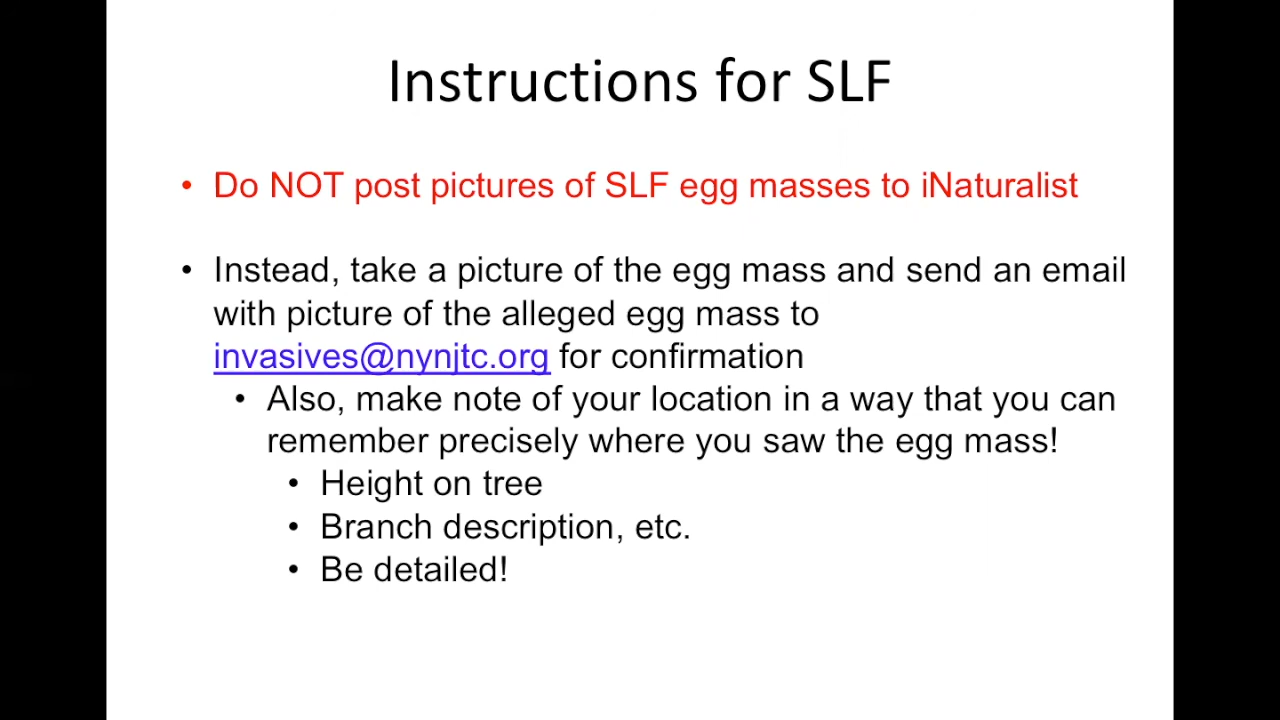 Instructions for SLF
• Do NOT post pictures of SLF egg masses to iNaturalist
• Instead, take a picture of the egg mass and send an email
with picture of the alleged egg mass to
invasives@nynjtc.org for confirmation
• Also, make note of your location in a way that you can
remember precisely where you saw the egg mass!
• Height on tree
• Branch description, etc.
• Be detailed!